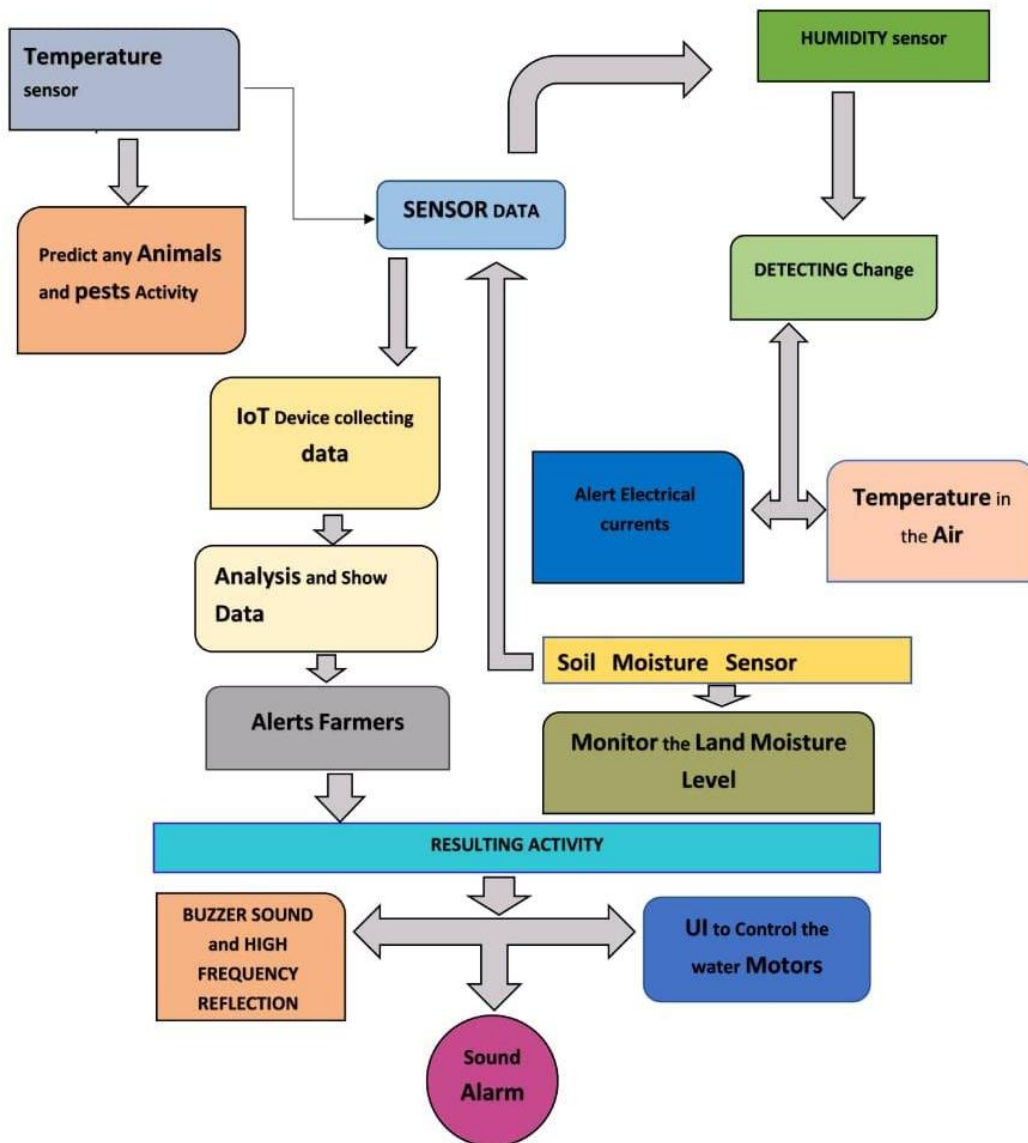 Temperature
sensor
HUMIDITY sensor
SENSOR DATA
Predict any Animals
and pests Activity
DETECTING Change
IoT Device collecting
data
Alert Electrical
currents
Temperature in
the Air
Analysis and Show
Data
Soil Moisture Sensor
Alerts Farmers
Monitor the Land Moisture
Level
RESULTING ACTIVITY
BUZZER SOUND
and HIGH
FREQUENCY
REFLECTION
UI to Control the
water Motors
Sound
Alarm